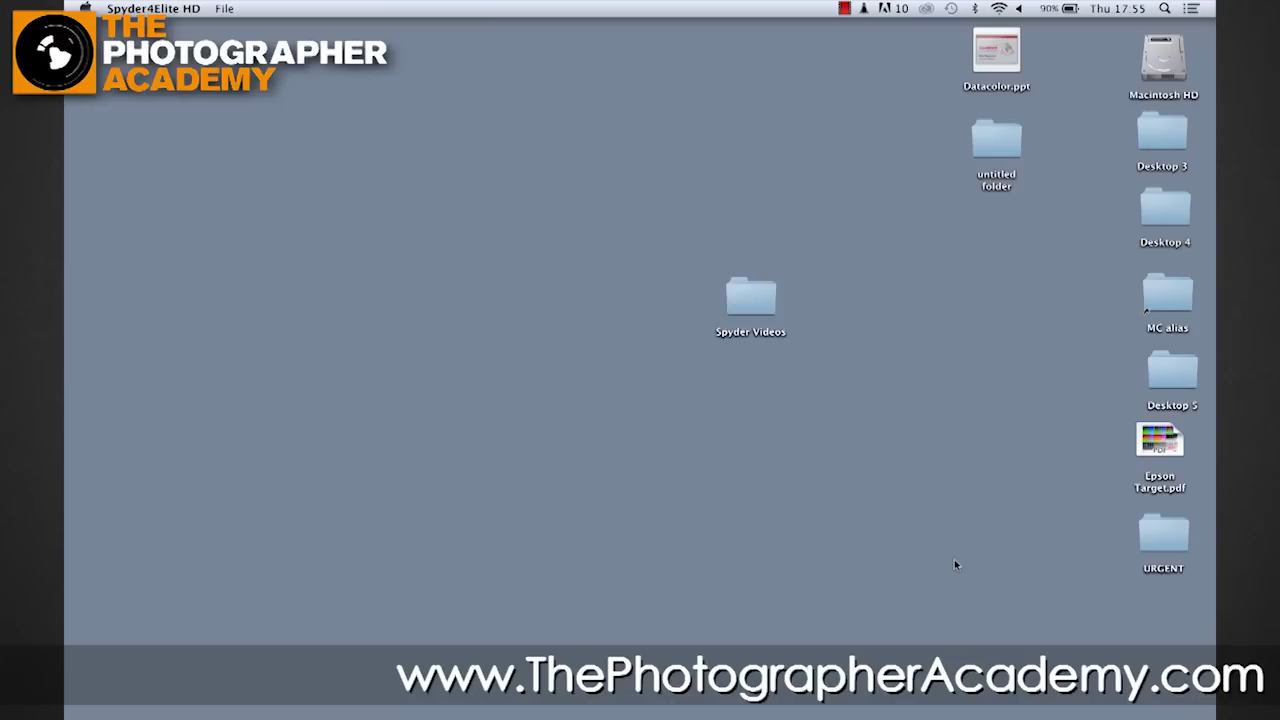 Spyder4Elite HD File
10
90%
Thu 17:55
THE
PHOTOGRAPHER
ACADEMY
Datacolor.ppt
Macintosh HD
untitled
folder
Desktop 3
Desktop 4
Spyder Videos
MC alias
Desktop 5
PDF
Epson
Target.pdf
URGENT
www.ThePhotographerAcademy.com